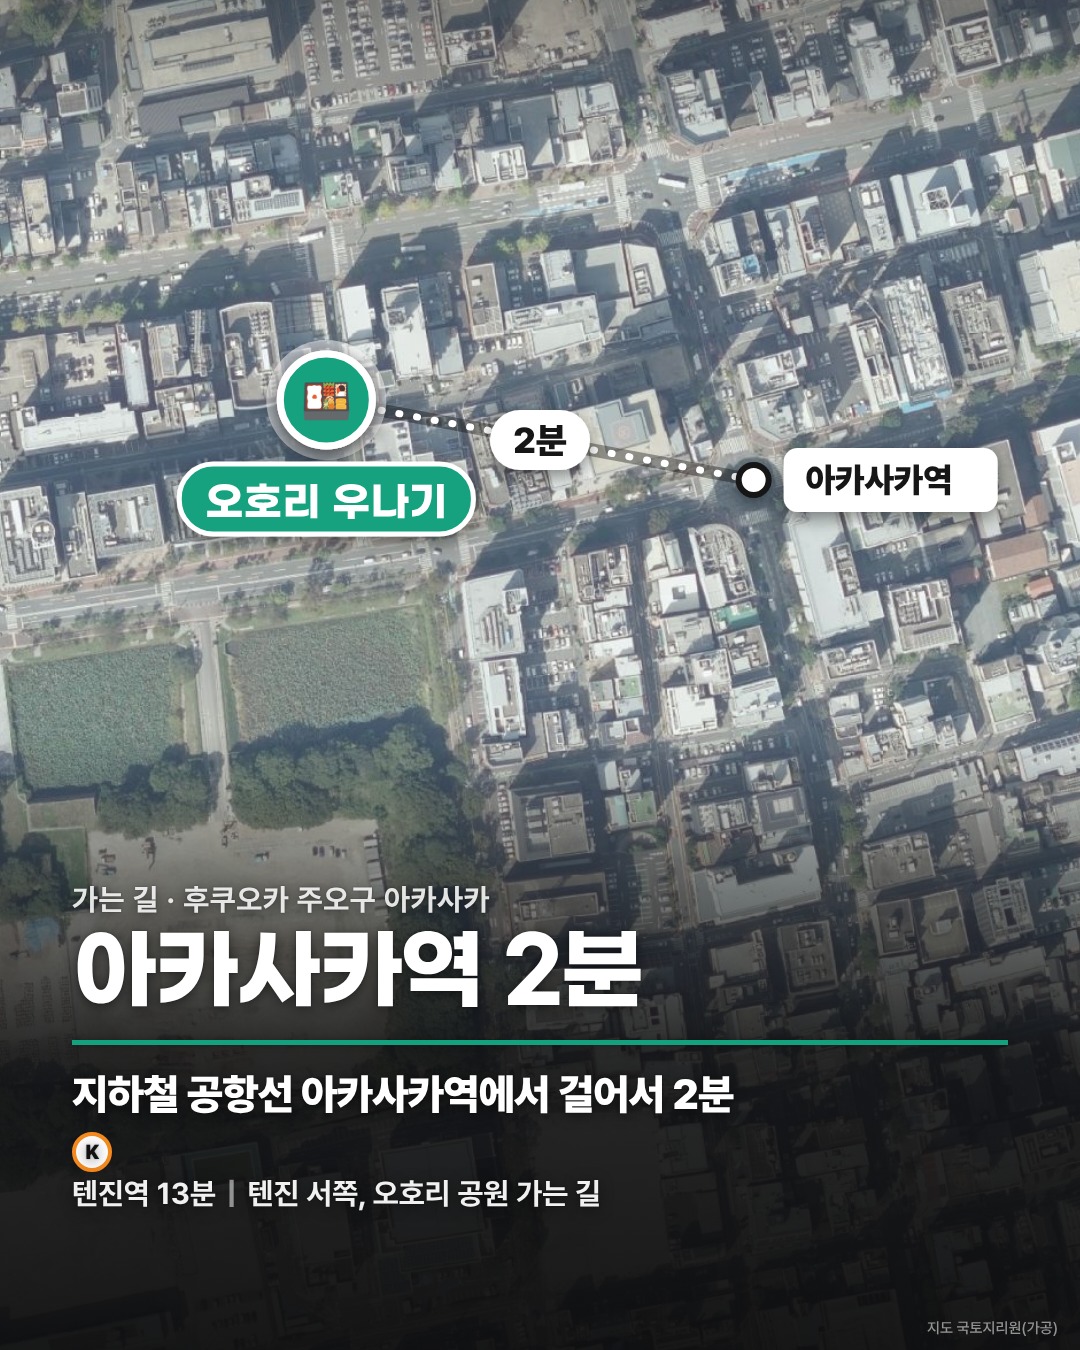 2분
아카사카역
오호리 우나기
가는 길 · 후쿠오카 주오구 아카사카
아카사카역 2분
지하철 공항선 아카사카역에서 걸어서 2분
K
텐진역 13분 | 텐진 서쪽, 오호리 공원 가는 길
지도 국토지리원(가공)